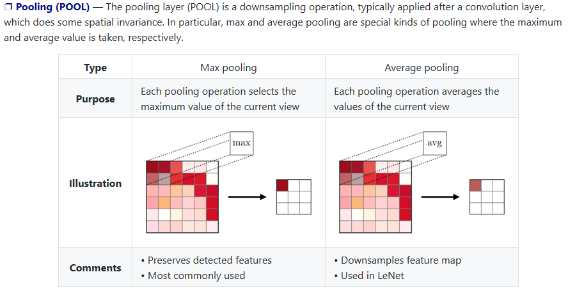 ❒ Pooling (POOL) — The pooling layer (POOL) is a downsampling operation, typically applied after a convolution layer,
which does some spatial invariance. In particular, max and average pooling are special kinds of pooling where the maximum
and average value is taken, respectively.
Type
Max pooling
Average pooling
Purpose
Each pooling operation selects the
maximum value of the current view
Each pooling operation averages the
values of the current view
Illustration
max
avg
Comments
• Preserves detected features
• Most commonly used
• Downsamples feature map
• Used in LeNet